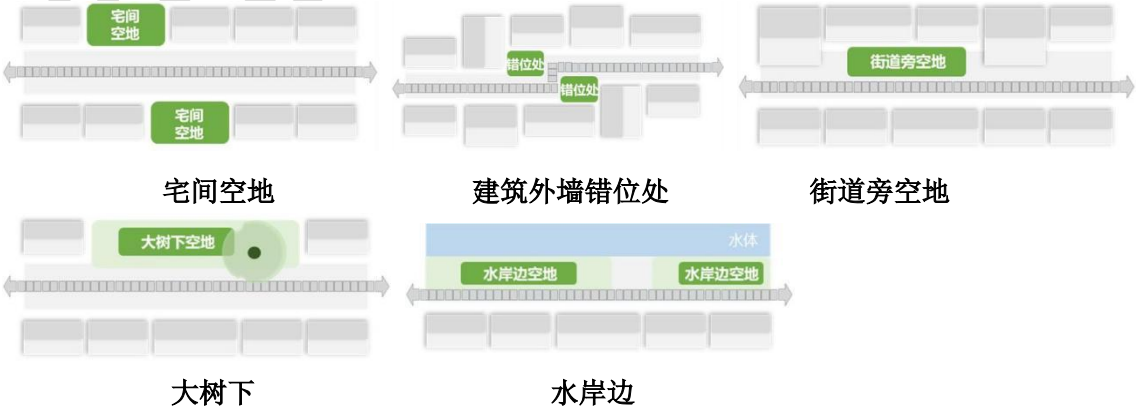 宅间
空地
错位处
错位处
街道旁空地
宅间
空地
宅间空地
建筑外墙错位处
街道旁空地
大树下空地
水体
水岸边空地
水岸边空地
大树下
水岸边